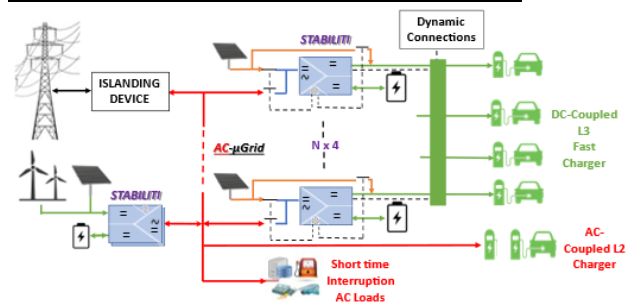 Dynamic
Connections
STABILITI
ISLANDING
DEVICE
DC-Coupled
L3
Fast
Charger
AC-µGrid
N x 4
STABILITI
AC-
Coupled L2
Charger
Short time
Interruption
AC Loads